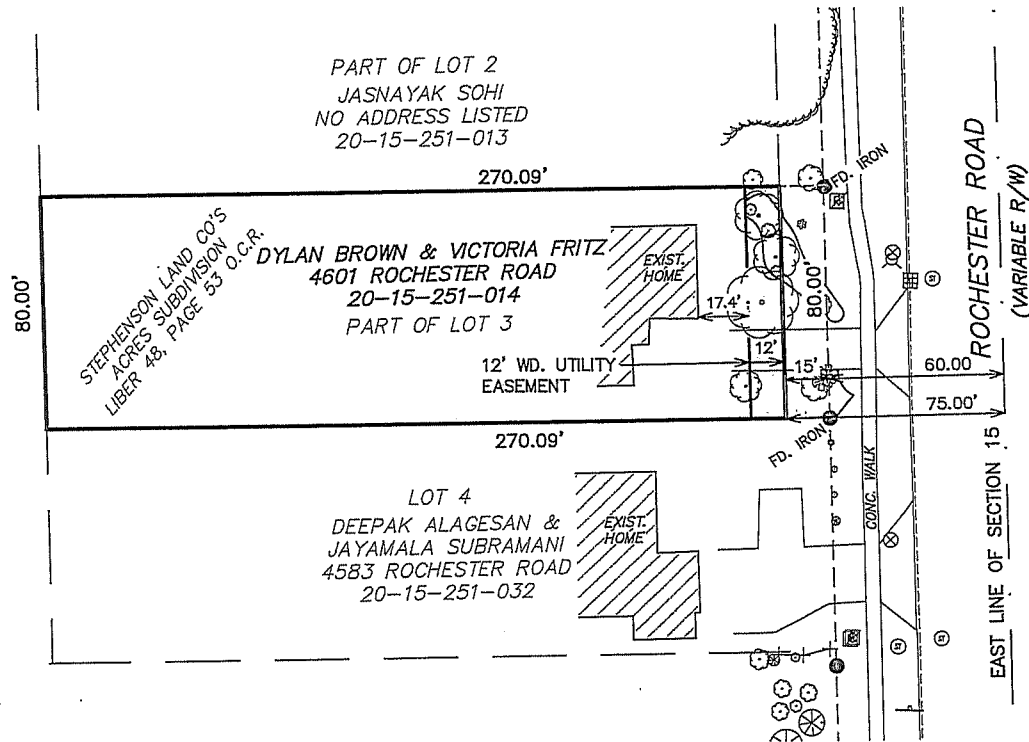 PART OF LOT 2
JASNAYAK SOHI
NO ADDRESS LISTED
20-15-251-013
270.09'
FD. IRON
ROCHESTER ROAD
(VARIABLE R/W)
80.00'
STEPHENSON LAND CO'S
ACRES SUBDIVISION
LIBER 48, PAGE 53 O.C.R.
DYLAN BROWN & VICTORIA FRITZ
4601 ROCHESTER ROAD
20-15-251-014
PART OF LOT 3
EXIST.
HOME
17.4'
80.00'
12' WD. UTILITY
EASEMENT
12'
15'
60.00
75.00'
270.09'
FD. IRON
LOT 4
DEEPAK ALAGESAN &
JAYAMALA SUBRAMANI
4583 ROCHESTER ROAD
20-15-251-032
EXIST.
HOME
CONC. WALK
EAST LINE OF SECTION 15